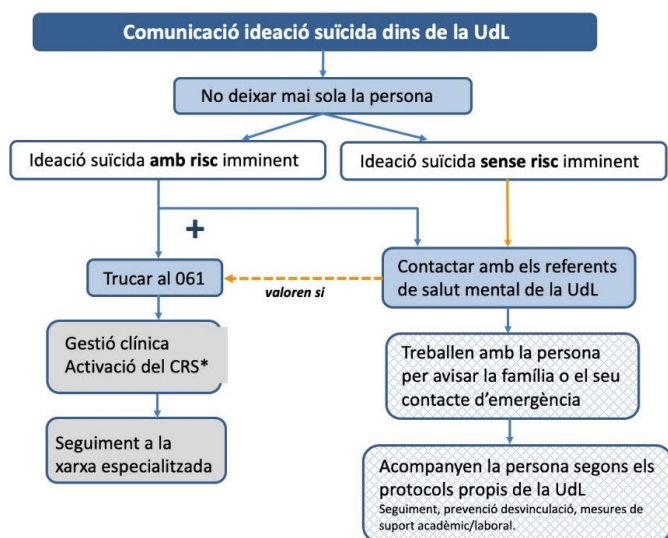 Comunicació ideació suïcida dins de la UdL
No deixar mai sola la persona
Ideació suïcida amb risc imminent
Ideació suïcida sense risc imminent
+
Trucar al 061
valoren si
Contactar amb els referents
de salut mental de la UdL
Gestió clínica
Activació del CRS*
Treballen amb la persona
per avisar la família o el seu
contacte d’emergència
Seguiment a la
xarxa especialitzada
Acompanyen la persona segons els
protocols propis de la UdL
Seguiment, prevenció desvinculació, mesures de
suport acadèmic/laboral.